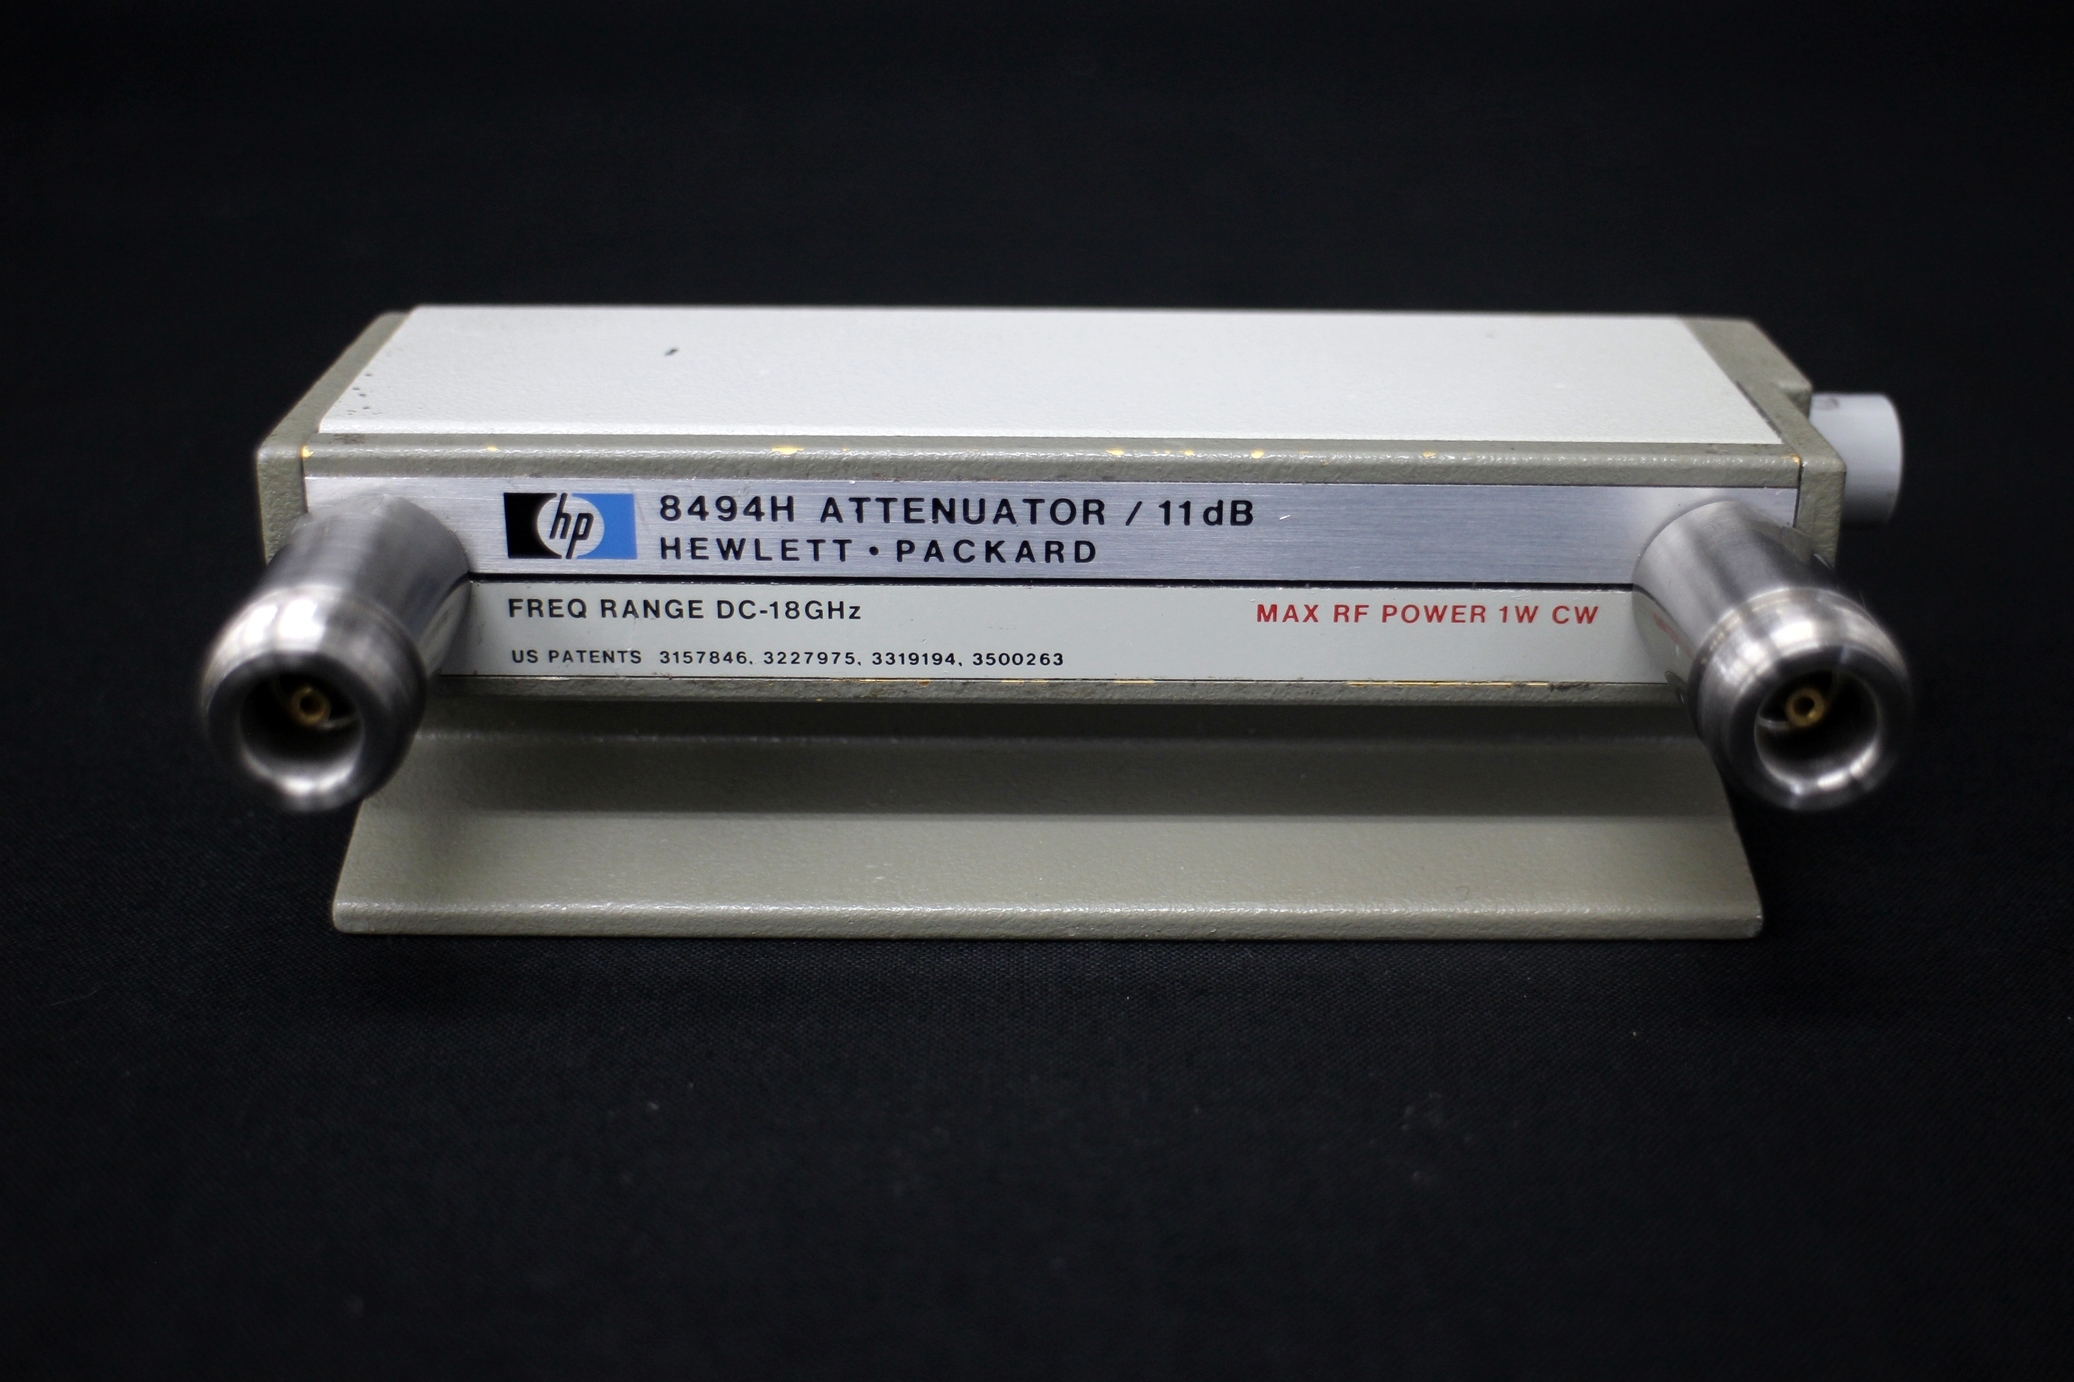 hp
8494H ATTENUATOR / 11dB
HEWLETT • PACKARD
FREQ RANGE DC-18GHz
MAX RF POWER 1W CW
US PATENTS 3157846, 3227975, 3319194, 3500263